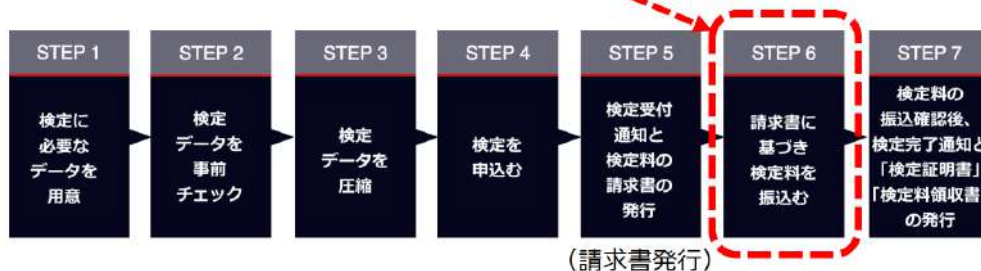 STEP 1
検定に
必要な
データを
用意
STEP 2
検定
データを
事前
チェック
STEP 3
検定
データを
圧縮
STEP 4
検定を
申込む
STEP 5
検定受付
通知と
検定料の
請求書の
発行
(請求書発行)
STEP 6
請求書に
基づき
検定料を
振込む
STEP 7
検定料の
振込確認後、
検定完了通知と
「検定証明書」
「検定料領収書
の発行